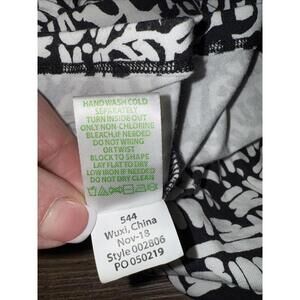 HAND WASH COLD
SEPARATELY
TURN INSIDE OUT
ONLY NON-CHLORINE
BLEACH, IF NEEDED
DO NOT WRING
OR TWIST
BLOCK TO SHAPE
LAY FLAT TO DRY
LOW IRON IF NEEDED
DO NOT DRY CLEAN
544
Wuxi, China
Nov-18
Style 002806
PO 050219